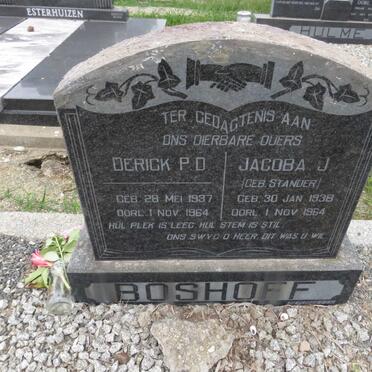 ESTERHUIZEN
HULME
TER GEDAGTENIS AAN
ONS DIERBARE OUERS
DERICK P.D.
GEB. 28 MEI 1937
OORL. 1 NOV. 1964
JACOBA J.
(GEB. STANDER)
GEB. 30 JAN. 1938
OORL. 1 NOV. 1964
HUL PLEK IS LEEG HUL STEM IS STIL
ONS SWYG O HEER DIT WAS U WIL
BOSHOFF